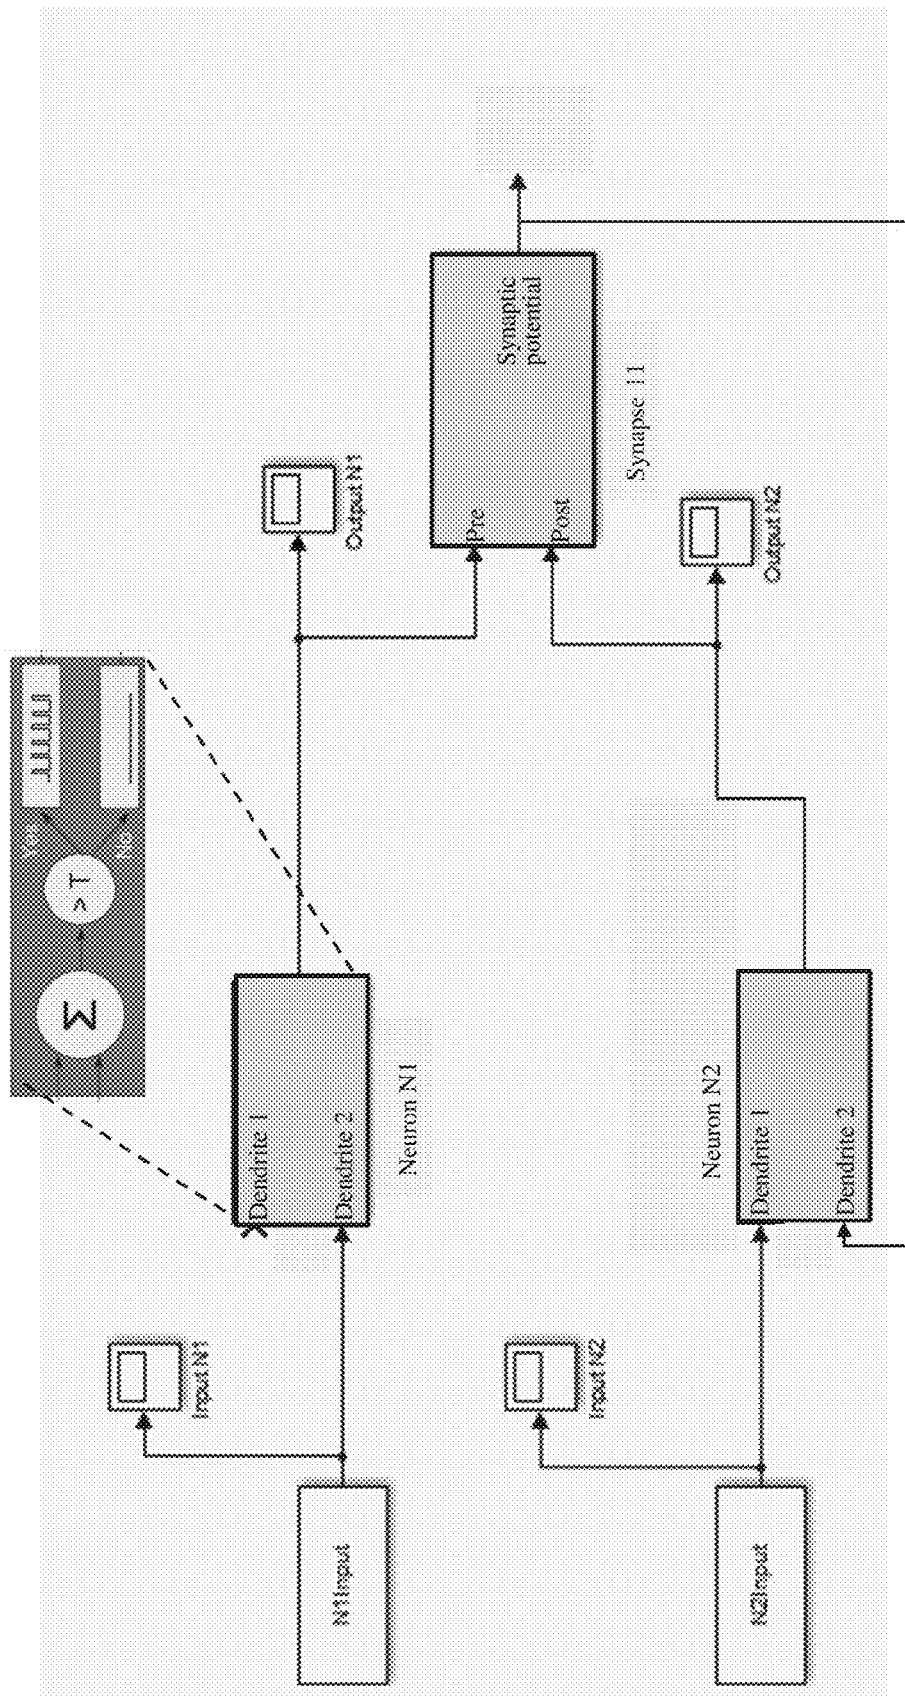 Σ
> T
N1Input
Input N1
Dendrite 1
Dendrite 2
Neuron N1
Output N1
Pre
Post
Synaptic
potential
Synapse 11
N2Input
Input N2
Neuron N2
Dendrite 1
Dendrite 2
Output N2